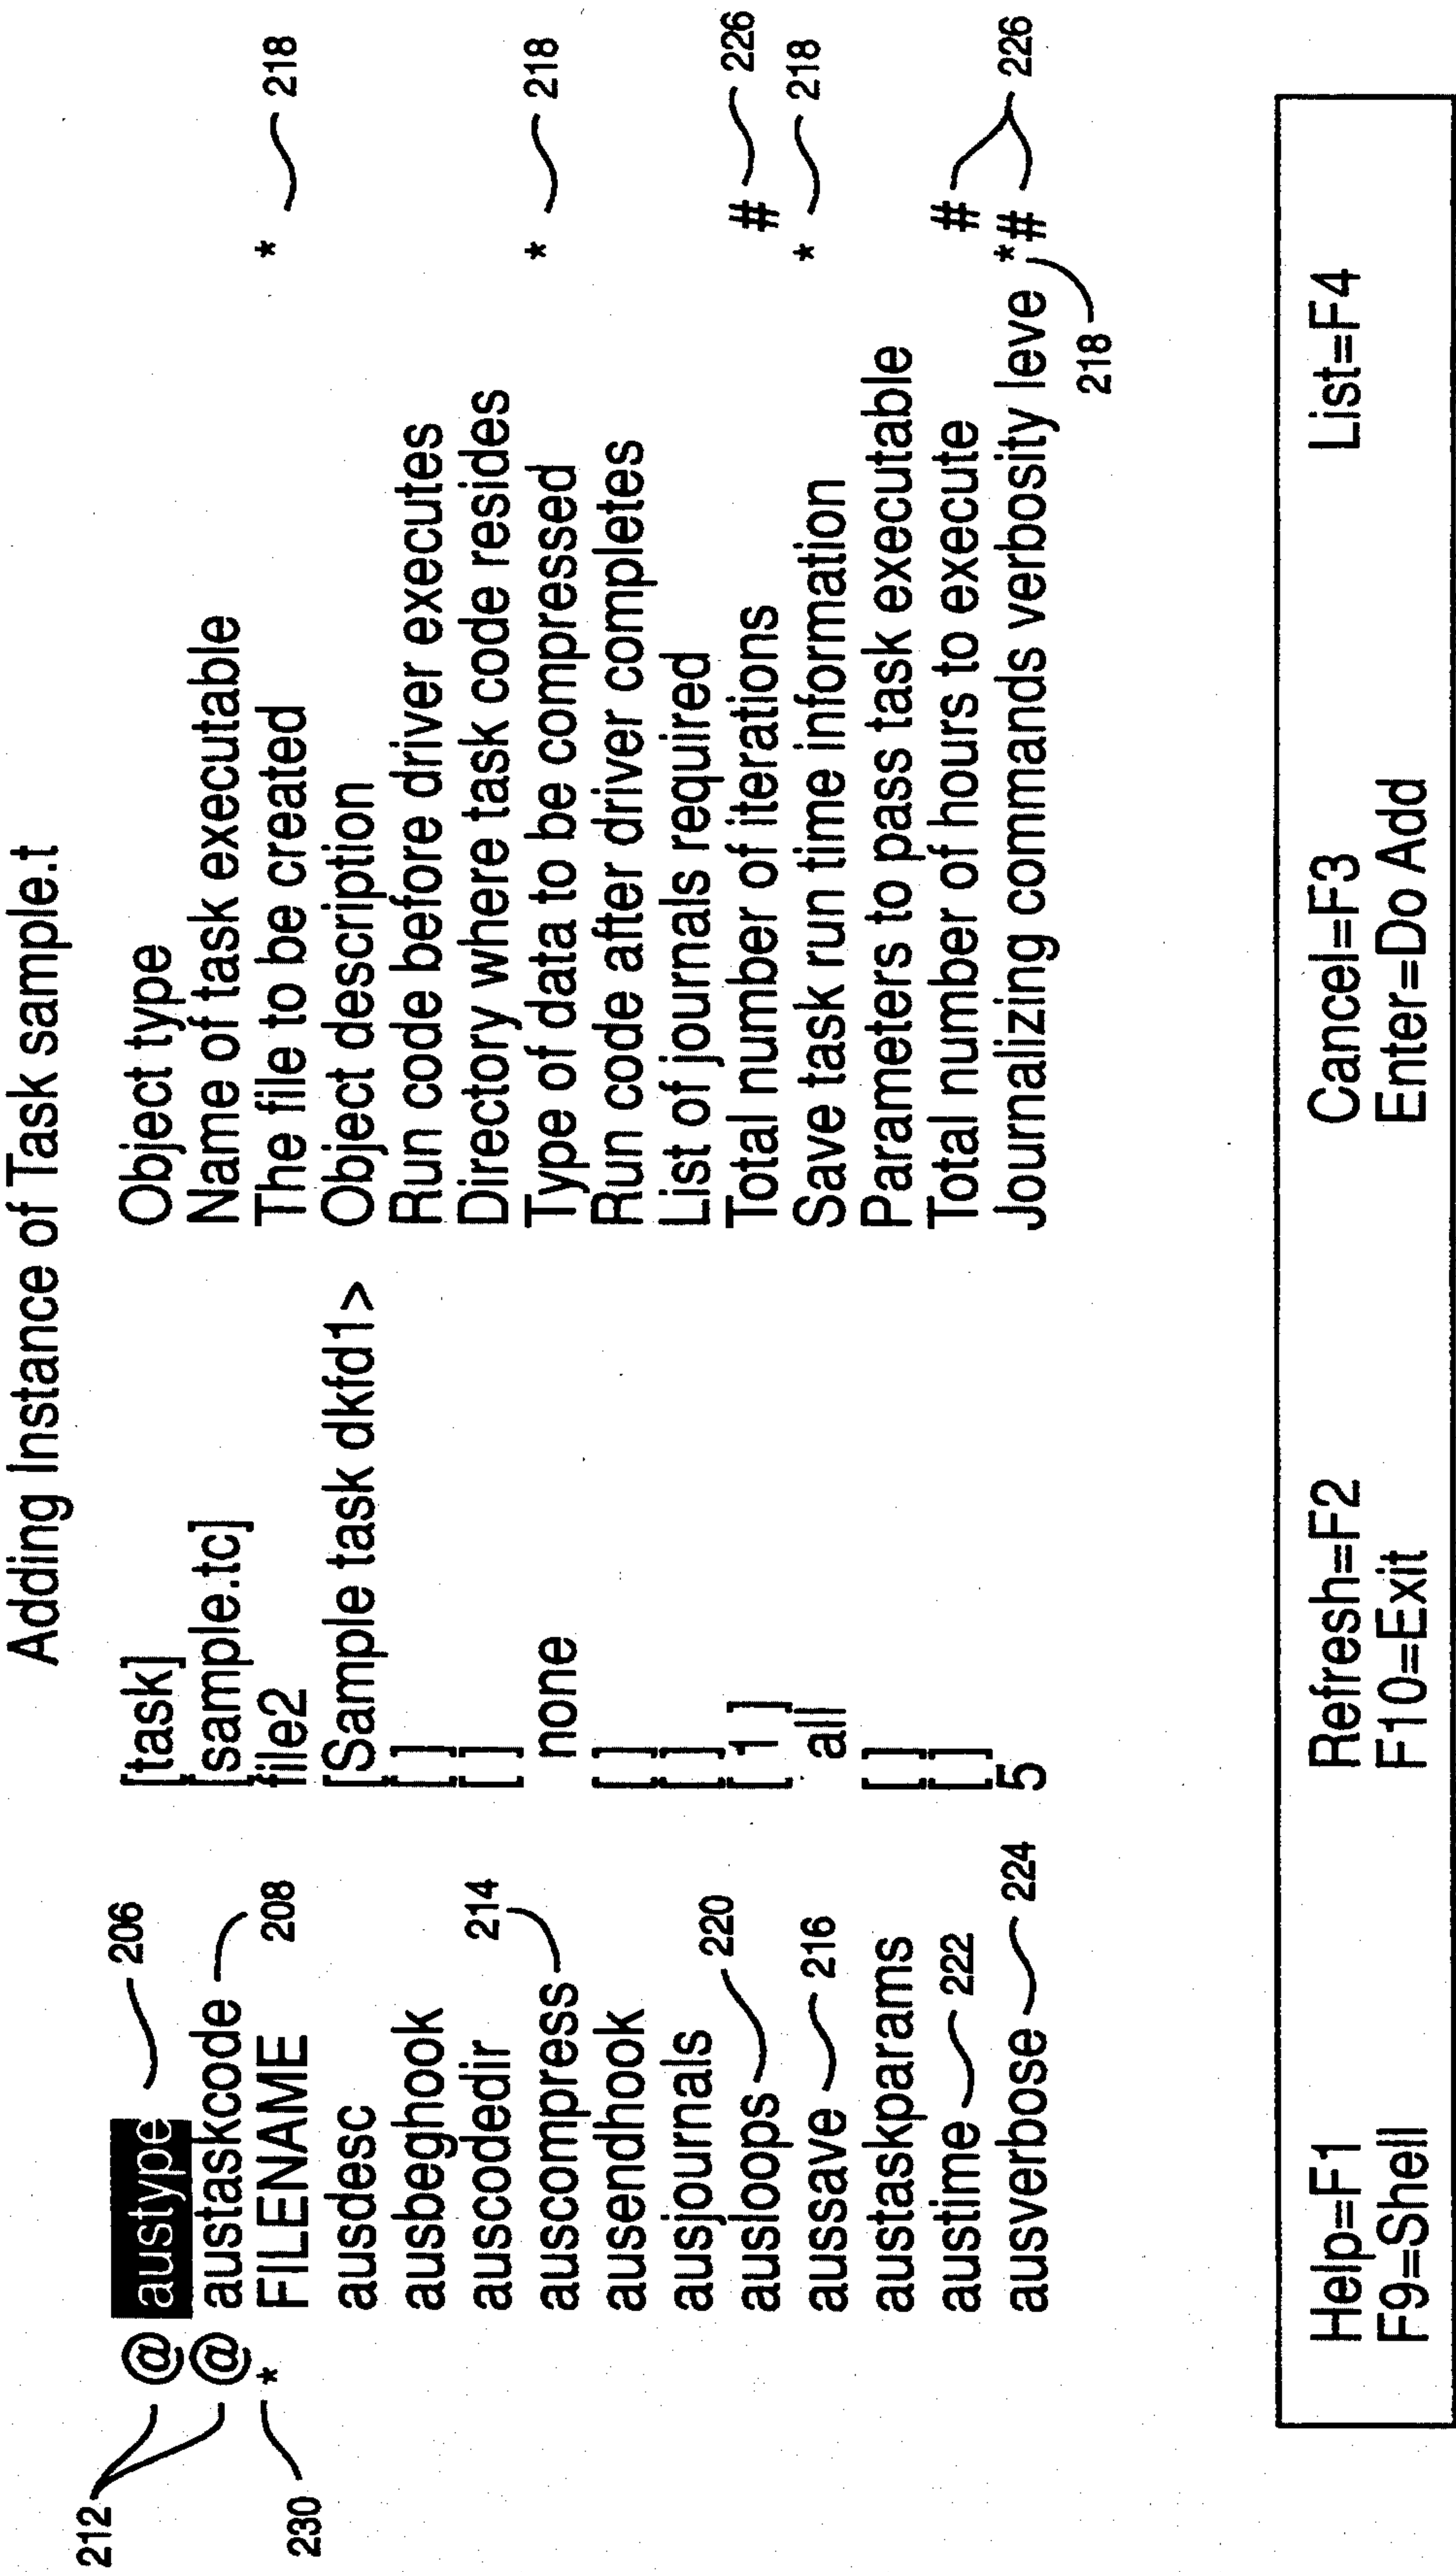 Adding Instance of Task sample.t
212 @ austype 206 [task] Object type
@ austaskcode 208 [sample.tc] Name of task executable
230 * FILENAME file2 The file to be created * 218
ausdesc [Sample task dkfd1> Object description
ausbeghook [ ] Run code before driver executes
auscodedir [ ] Directory where task code resides
auscompress 214 none Type of data to be compressed * 218
ausendhook [ ] Run code after driver completes
ausjournals [ ] List of journals required
ausloops 220 [ 1 ] Total number of iterations # 226
aussave 216 all Save task run time information * 218
austaskparams [ ] Parameters to pass task executable
austime 222 [ ] Total number of hours to execute #
ausverbose 224 5 Journalizing commands verbosity leve *# 226
218
Help=F1 Refresh=F2 Cancel=F3 List=F4
F9=Shell F10=Exit Enter=Do Add